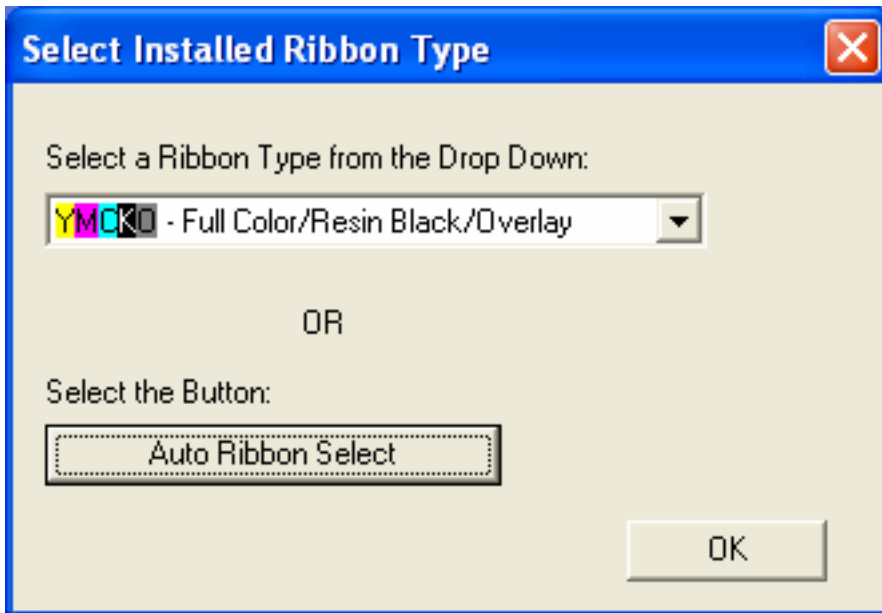 Select Installed Ribbon Type
Select a Ribbon Type from the Drop Down:
YMCKO - Full Color/Resin Black/Overlay
OR
Select the Button:
Auto Ribbon Select
OK